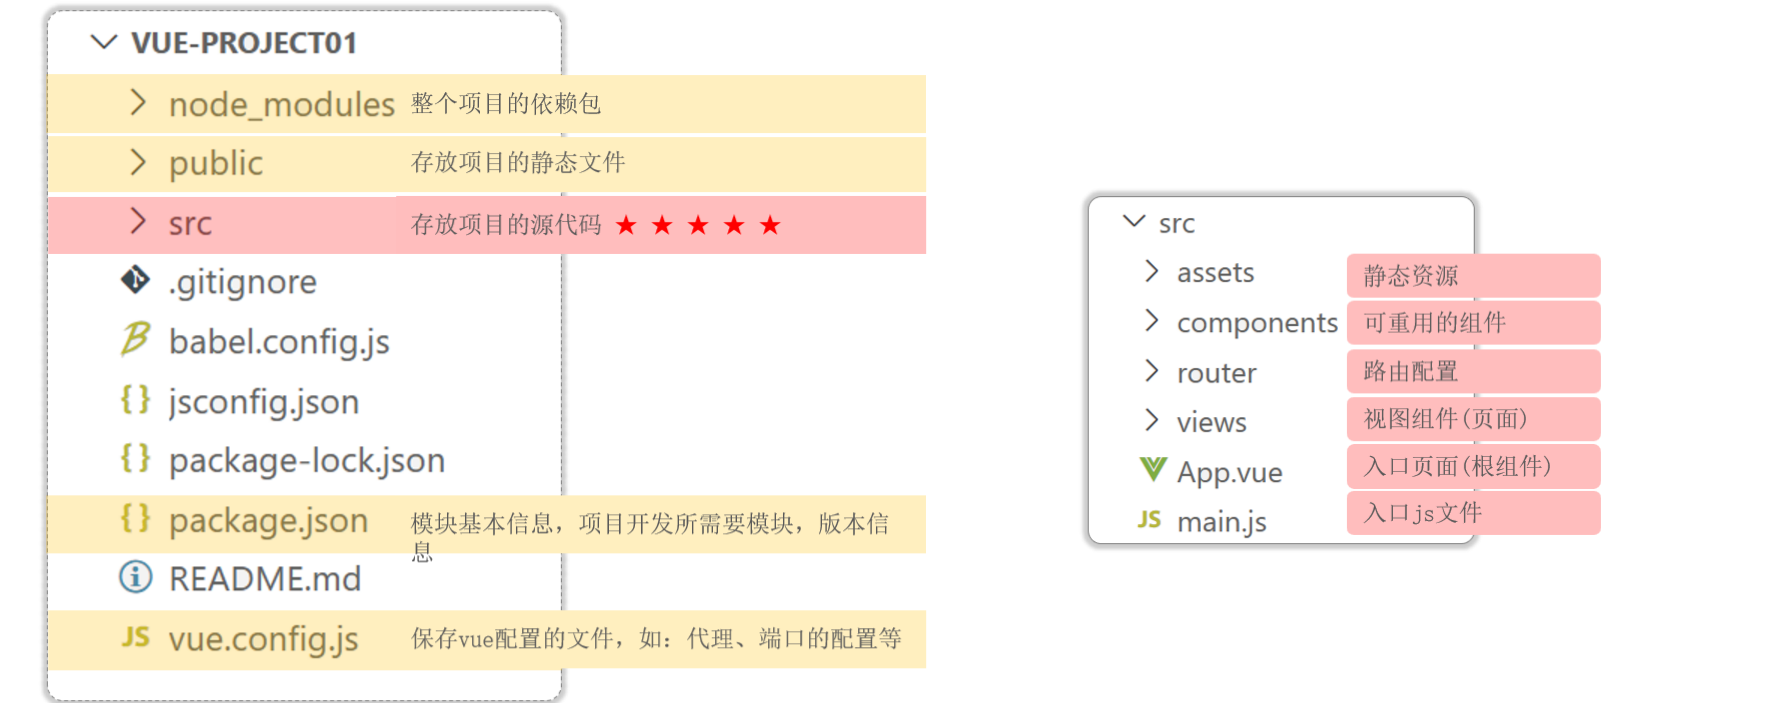 VUE-PROJECT01
node_modules 整个项目的依赖包
public 存放项目的静态文件
src 存放项目的源代码 ★ ★ ★ ★ ★
.gitignore
babel.config.js
jsconfig.json
package-lock.json
package.json 模块基本信息，项目开发所需要模块，版本信
息
README.md
vue.config.js 保存vue配置的文件，如：代理、端口的配置等
src
assets 静态资源
components 可重用的组件
router 路由配置
views 视图组件(页面)
App.vue 入口页面(根组件)
JS main.js 入口js文件